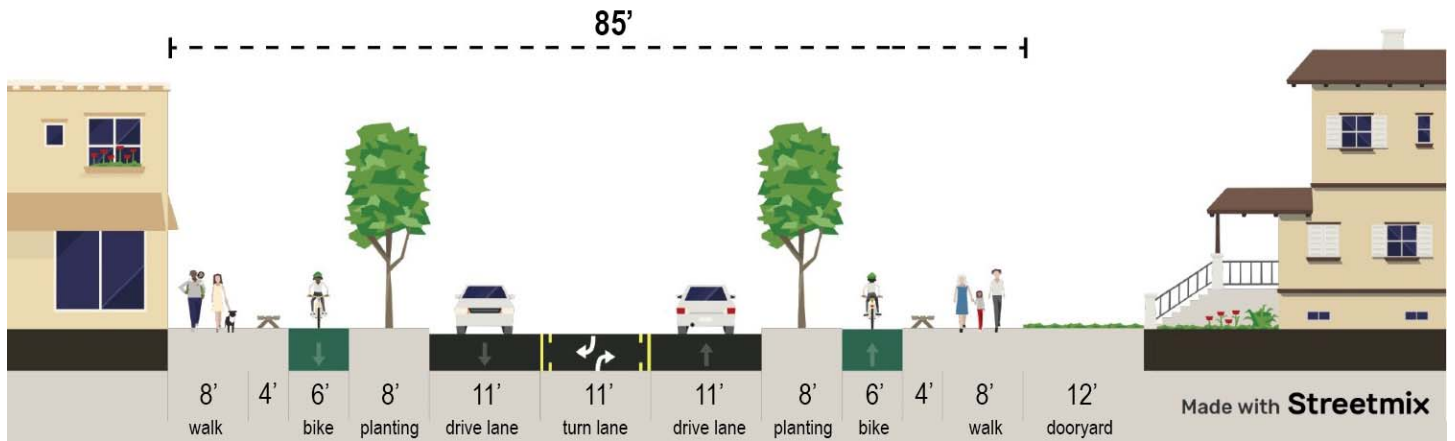 85’
8’ 4’ 6’ 8’ 11’ 11’ 11’ 8’ 6’ 4’ 8’ 12’
walk bike planting drive lane turn lane drive lane planting bike walk dooryard
Made with Streetmix